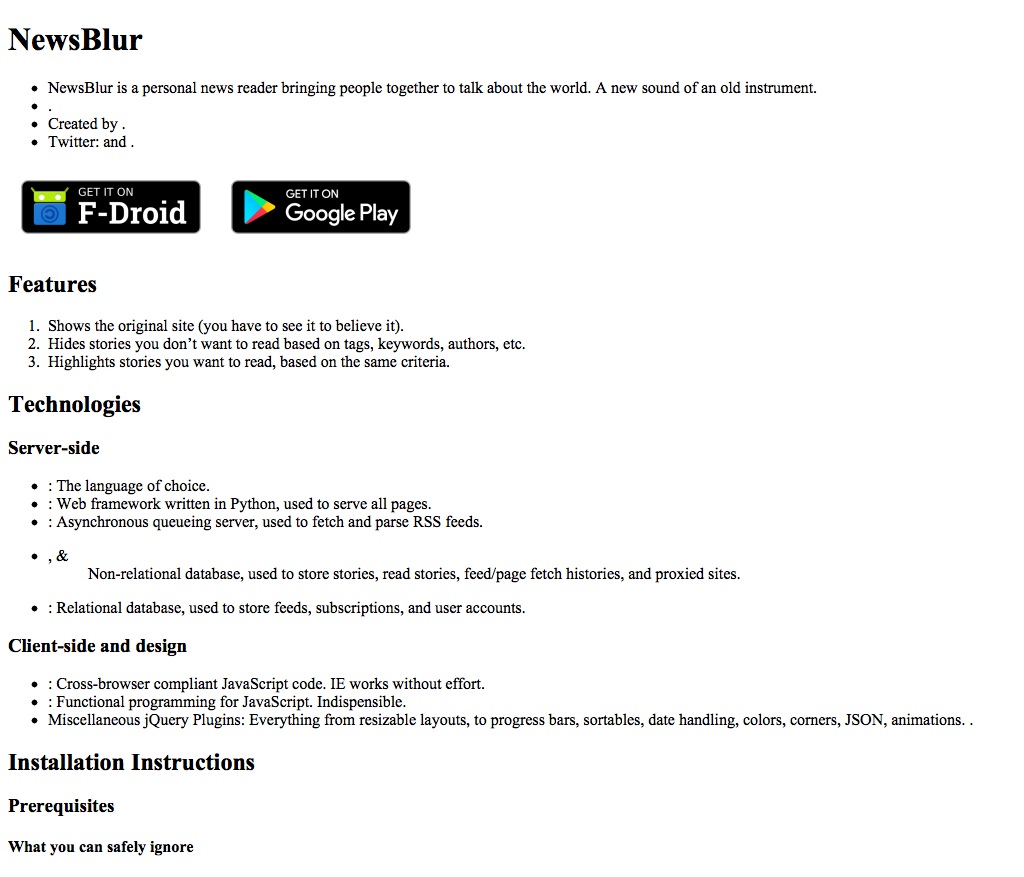 NewsBlur
• NewsBlur is a personal news reader bringing people together to talk about the world. A new sound of an old instrument.
• .
• Created by .
• Twitter: and .
GET IT ON
F-Droid
GET IT ON
Google Play
Features
1. Shows the original site (you have to see it to believe it).
2. Hides stories you don’t want to read based on tags, keywords, authors, etc.
3. Highlights stories you want to read, based on the same criteria.
Technologies
Server-side
• : The language of choice.
• : Web framework written in Python, used to serve all pages.
• : Asynchronous queueing server, used to fetch and parse RSS feeds.
• , &
Non-relational database, used to store stories, read stories, feed/page fetch histories, and proxied sites.
• : Relational database, used to store feeds, subscriptions, and user accounts.
Client-side and design
• : Cross-browser compliant JavaScript code. IE works without effort.
• : Functional programming for JavaScript. Indispensible.
• Miscellaneous jQuery Plugins: Everything from resizable layouts, to progress bars, sortables, date handling, colors, corners, JSON, animations. .
Installation Instructions
Prerequisites
What you can safely ignore